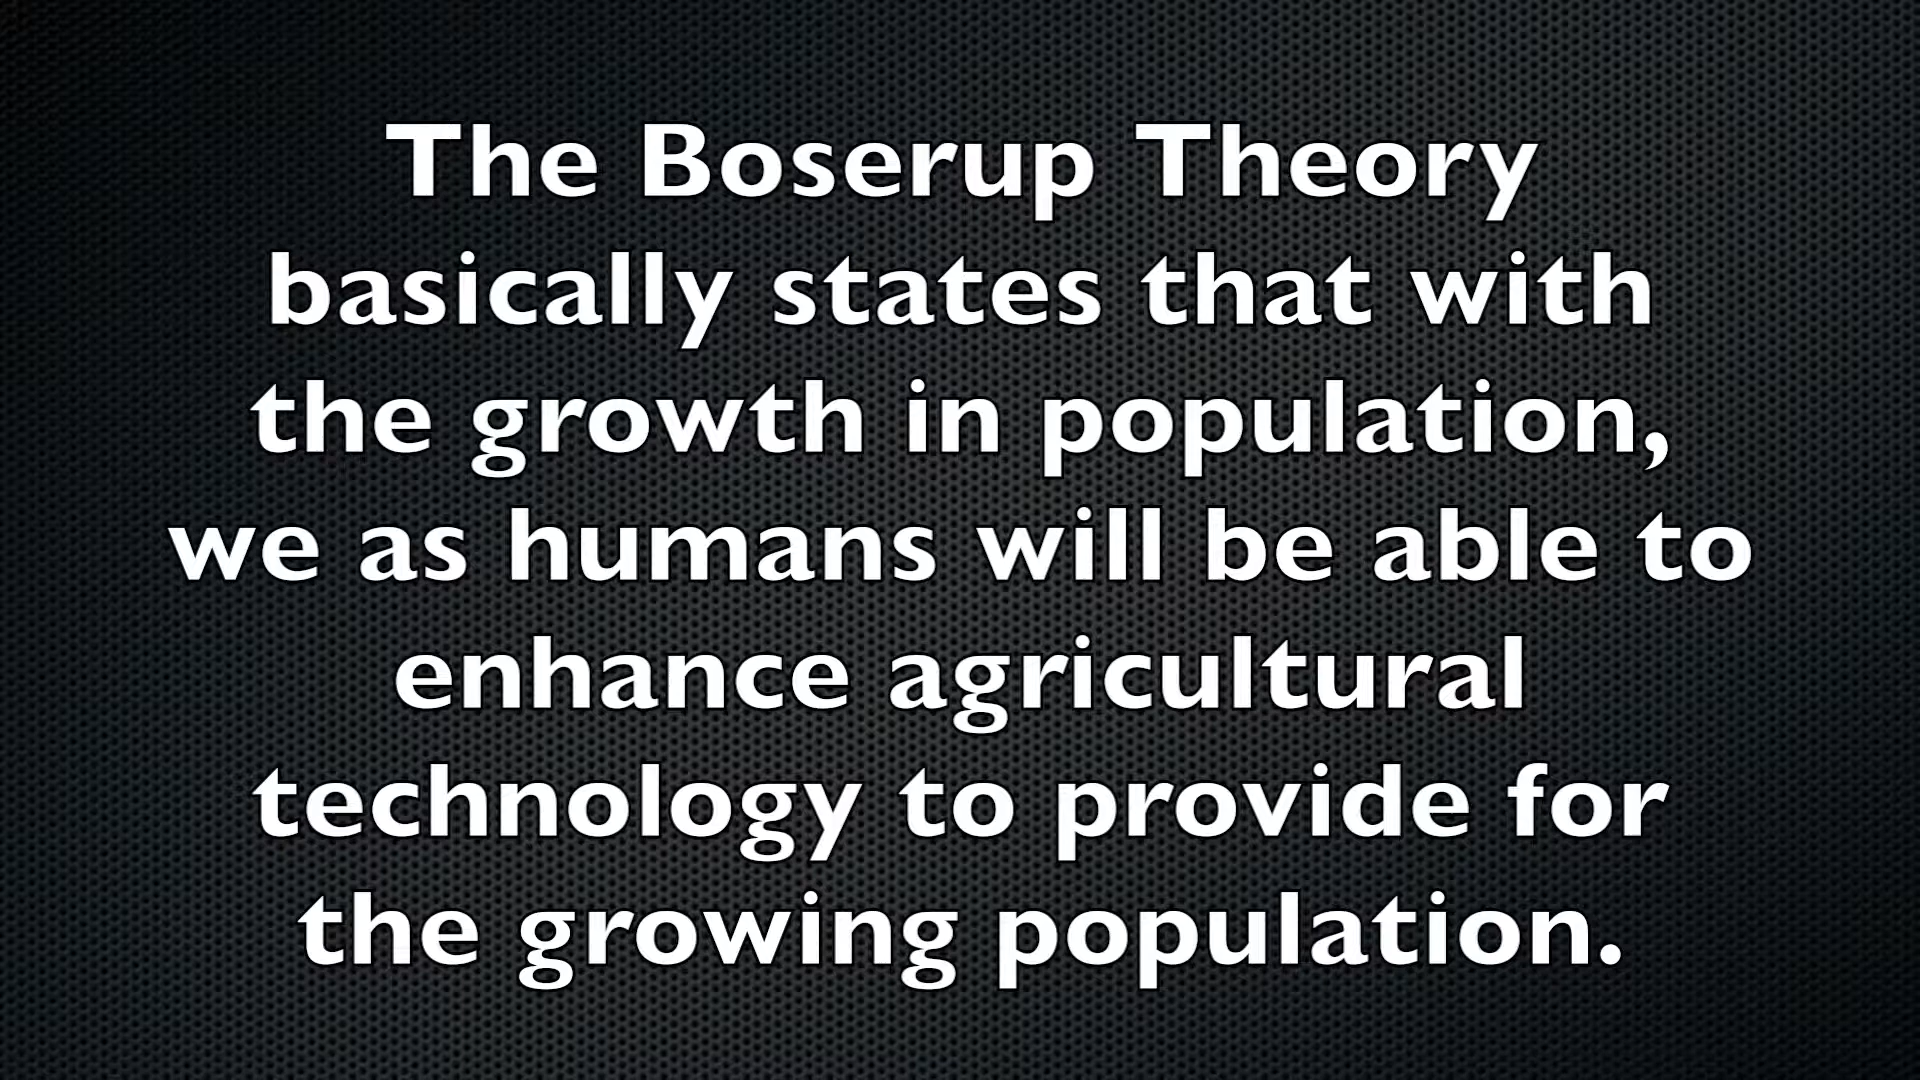 The Boserup Theory
basically states that with
the growth in population,
we as humans will be able to
enhance agricultural
technology to provide for
the growing population.